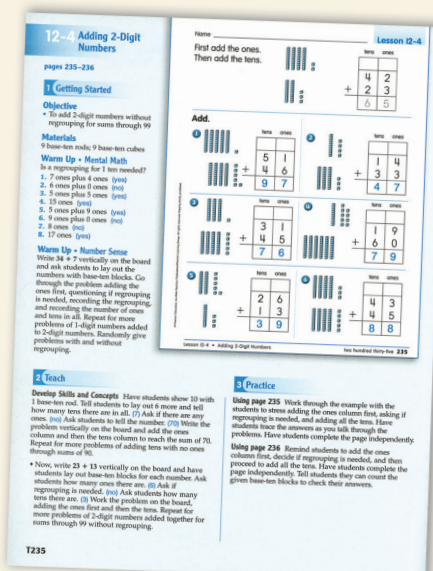 12-4 Adding 2-Digit
Numbers
pages 235–236
1 Getting Started
Objective
• To add 2-digit numbers without
regrouping for sums through 99
Materials
9 base-ten rods; 9 base-ten cubes
Warm Up • Mental Math
Is a regrouping for 1 ten needed?
1. 7 ones plus 4 ones (yes)
2. 6 ones plus 0 ones (no)
3. 5 ones plus 5 ones (yes)
4. 15 ones (yes)
5. 5 ones plus 9 ones (yes)
6. 9 ones plus 0 ones (no)
7. 8 ones (no)
8. 17 ones (yes)
Warm Up • Number Sense
Write 34 + 7 vertically on the board
and ask students to lay out the
numbers with base-ten blocks. Go
through the problem adding the
ones first, questioning if regrouping
is needed, recording the regrouping,
and recording the number of ones
and tens in all. Repeat for more
problems of 1-digit numbers added
to 2-digit numbers. Randomly give
problems with and without
regrouping.
Name
Lesson 12-4
First add the ones.
Then add the tens.
tens ones
4 2
+ 2 3
6 5
Add.
1
tens ones
5 1
+ 4 6
9 7
2
tens ones
1 4
+ 3 3
4 7
3
tens ones
3 1
+ 4 5
7 6
4
tens ones
1 9
+ 6 0
7 9
5
tens ones
2 6
+ 1 3
3 9
6
tens ones
4 3
+ 4 5
8 8
Lesson 12-4 • Adding 2-Digit Numbers
two hundred thirty-five 235
2 Teach
Develop Skills and Concepts Have students show 10 with
1 base-ten rod. Tell students to lay out 6 more and tell
how many tens there are in all. (7) Ask if there are any
ones. (no) Ask students to tell the number. (70) Write the
problem vertically on the board and add the ones
column and then the tens column to reach the sum of 70.
Repeat for more problems of adding tens with no ones
through sums of 90.
• Now, write 23 + 13 vertically on the board and have
students lay out base-ten blocks for each number. Ask
students how many ones there are. (6) Ask if
regrouping is needed. (no) Ask students how many
tens there are. (3) Work the problem on the board,
adding the ones first and then the tens. Repeat for
more problems of 2-digit numbers added together for
sums through 99 without regrouping.
3 Practice
Using page 235 Work through the example with the
students to stress adding the ones column first, asking if
regrouping is needed, and adding all the tens. Have
students trace the answers as you talk through the
problems. Have students complete the page independently.
Using page 236 Remind students to add the ones
column first, decide if regrouping is needed, and then
proceed to add all the tens. Have students complete the
page independently. Tell students they can count the
given base-ten blocks to check their answers.
T235